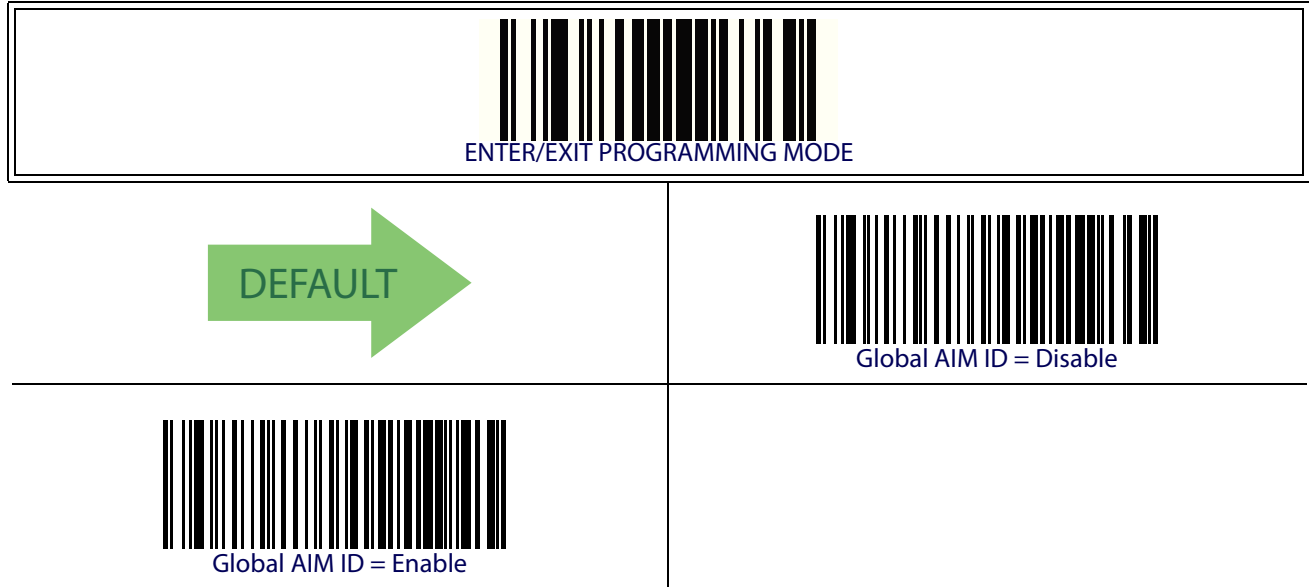 ENTER/EXIT PROGRAMMING MODE
DEFAULT
Global AIM ID = Disable
Global AIM ID = Enable